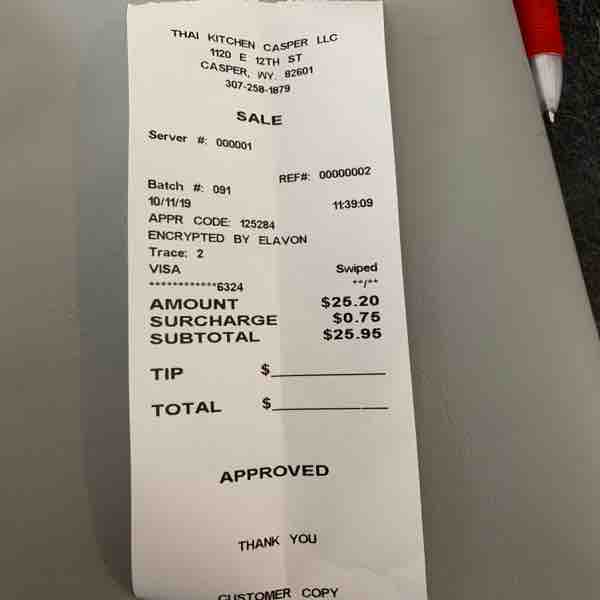 THAI KITCHEN CASPER LLC
1120 E 12TH ST
CASPER, WY. 82601
307-258-1879
SALE
Server #: 000001
REF#: 00000002
Batch #: 091
10/11/19 11:39:09
APPR CODE: 125284
ENCRYPTED BY ELAVON
Trace: 2
VISA Swiped
************6324 **/**
AMOUNT $25.20
SURCHARGE $0.75
SUBTOTAL $25.95
TIP $
TOTAL $
APPROVED
THANK YOU
CUSTOMER COPY